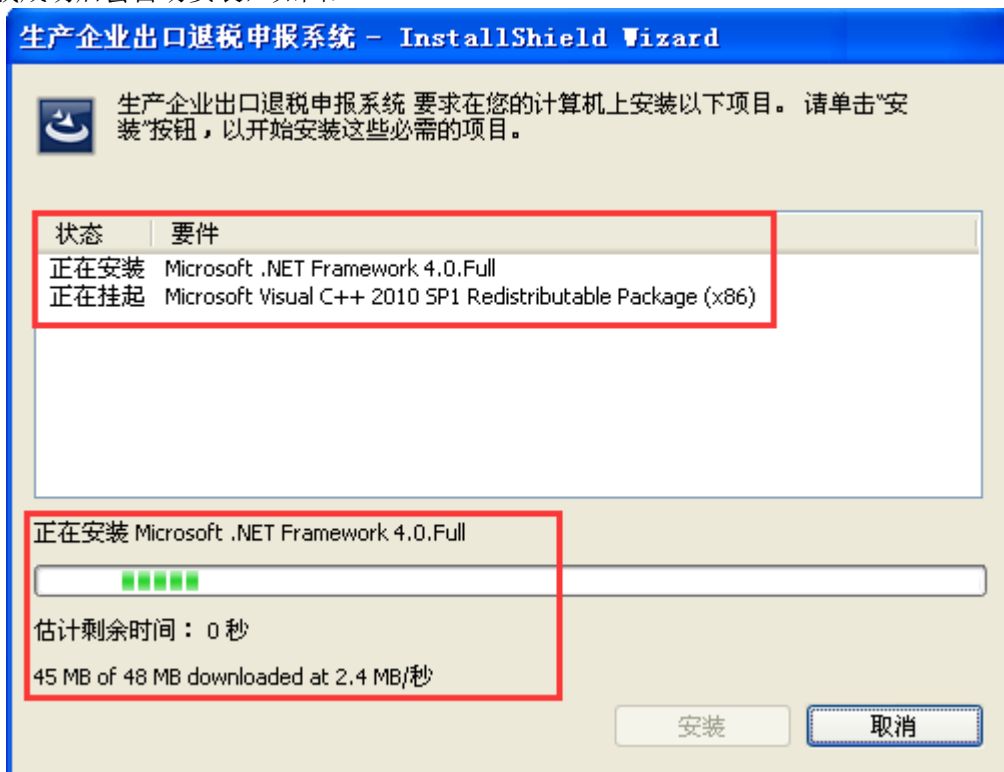 生产企业出口退税申报系统 - InstallShield Wizard
生产企业出口退税申报系统 要求在您的计算机上安装以下项目。 请单击“安
装”按钮，以开始安装这些必需的项目。
状态 要件
正在安装 Microsoft .NET Framework 4.0.Full
正在挂起 Microsoft Visual C++ 2010 SP1 Redistributable Package (x86)
正在安装 Microsoft .NET Framework 4.0.Full
估计剩余时间： 0 秒
45 MB of 48 MB downloaded at 2.4 MB/秒
安装 取消